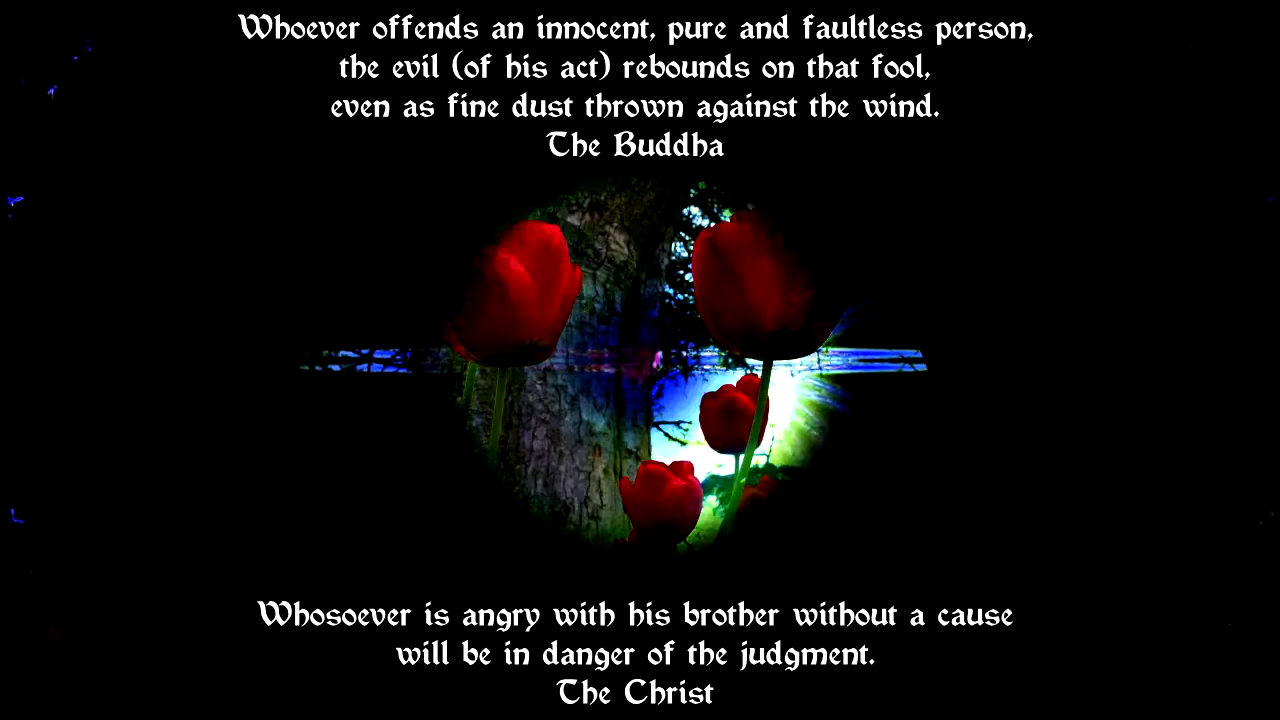 Whoever offends an innocent, pure and faultless person,
the evil (of his act) rebounds on that fool,
even as fine dust thrown against the wind.
The Buddha
Whosoever is angry with his brother without a cause
will be in danger of the judgment.
The Christ